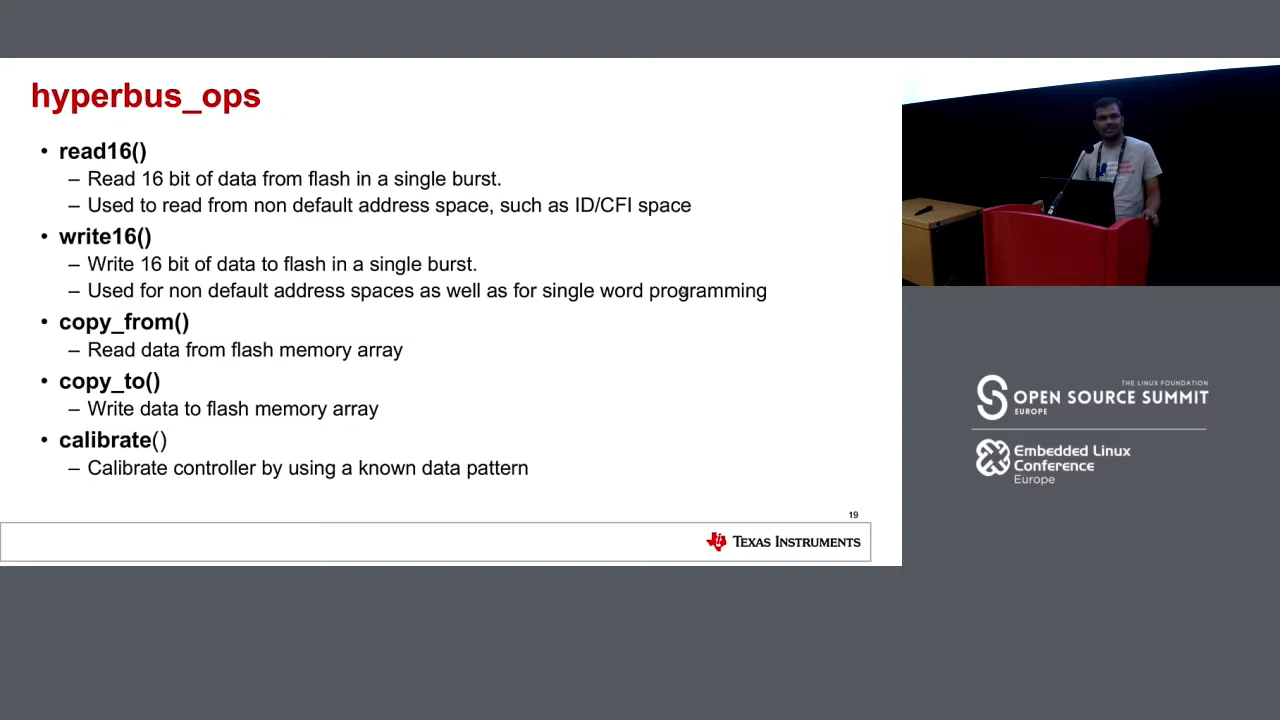 hyperbus_ops
• read16()
– Read 16 bit of data from flash in a single burst.
– Used to read from non default address space, such as ID/CFI space
• write16()
– Write 16 bit of data to flash in a single burst.
– Used for non default address spaces as well as for single word programming
• copy_from()
– Read data from flash memory array
• copy_to()
– Write data to flash memory array
• calibrate()
– Calibrate controller by using a known data pattern
19
TEXAS INSTRUMENTS
THE LINUX FOUNDATION
OPEN SOURCE SUMMIT
EUROPE
Embedded Linux
Conference
Europe